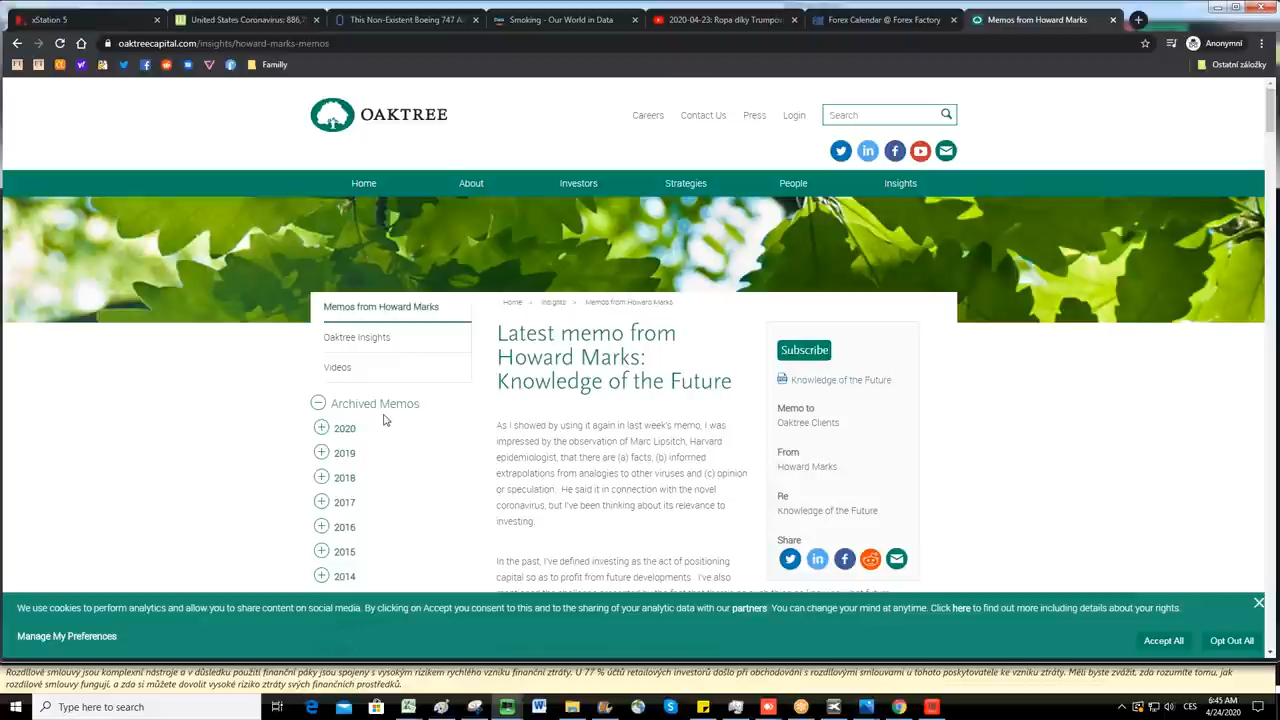 xStation 5
United States Coronavirus: 886,7
This Non-Existent Boeing 747 Al
Smoking - Our World in Data
2020-04-23: Ropa díky Trumpov
Forex Calendar @ Forex Factory
Memos from Howard Marks
oaktreecapital.com/insights/howard-marks-memos
Anonymní
Familly
Ostatní záložky
OAKTREE
Careers
Contact Us
Press
Login
Search
Home
About
Investors
Strategies
People
Insights
Memos from Howard Marks
Oaktree Insights
Videos
Archived Memos
2020
2019
2018
2017
2016
2015
2014
Home > Insights > Memos from Howard Marks
Latest memo from
Howard Marks:
Knowledge of the Future
As I showed by using it again in last week's memo, I was
impressed by the observation of Marc Lipsitch, Harvard
epidemiologist, that there are (a) facts, (b) informed
extrapolations from analogies to other viruses and (c) opinion
or speculation. He said it in connection with the novel
coronavirus, but I've been thinking about its relevance to
investing.
In the past, I've defined investing as the act of positioning
capital so as to profit from future developments. I've also
Subscribe
Knowledge of the Future
Memo to
Oaktree Clients
From
Howard Marks
Re
Knowledge of the Future
Share
We use cookies to perform analytics and allow you to share content on social media. By clicking on Accept you consent to this and to the sharing of your analytic data with our partners. You can change your mind at anytime. Click here to find out more including details about your rights.
Manage My Preferences
Accept All
Opt Out All
Rozdílové smlouvy jsou komplexní nástroje a v důsledku použití finanční páky jsou spojeny s vysokým rizikem rychlého vzniku finanční ztráty. U 77 % účtů retailových investorů došlo při obchodování s rozdílovými smlouvami u tohoto poskytovatele ke vzniku ztráty. Měli byste zvážit, zda rozumíte tomu, jak
rozdílové smlouvy fungují, a zda si můžete dovolit vysoké riziko ztráty svých finančních prostředků.
Type here to search
CES
6:45 AM
4/24/2020